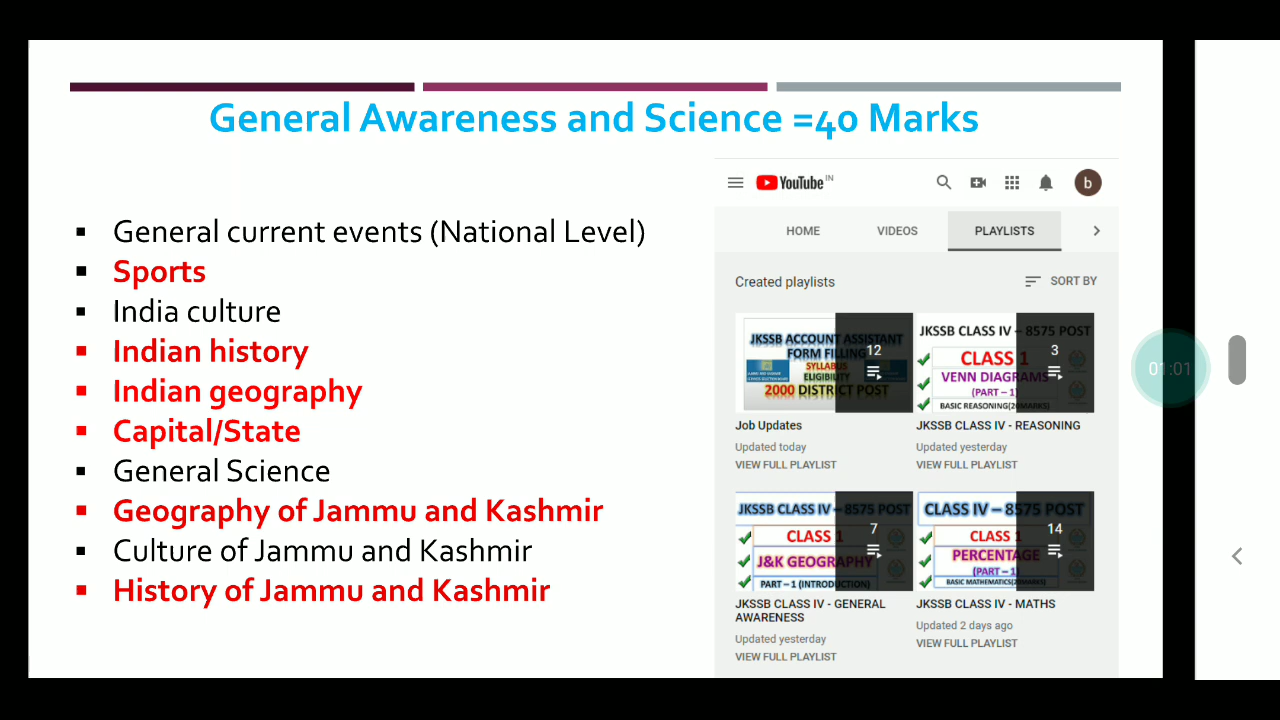 General Awareness and Science =40 Marks
General current events (National Level)
Sports
India culture
Indian history
Indian geography
Capital/State
General Science
Geography of Jammu and Kashmir
Culture of Jammu and Kashmir
History of Jammu and Kashmir
YouTube IN
b
HOME VIDEOS PLAYLISTS
Created playlists SORT BY
JKSSB ACCOUNT ASSISTANT
FORM FILLING
SYLLABUS
ELIGIBILITY
2000 DISTRICT POST
12
Job Updates
Updated today
VIEW FULL PLAYLIST
JKSSB CLASS IV – 8575 POST
CLASS 1
VENN DIAGRAMS
(PART – 1)
BASIC REASONING(20MARKS)
3
JKSSB CLASS IV - REASONING
Updated yesterday
VIEW FULL PLAYLIST
JKSSB CLASS IV – 8575 POST
CLASS 1
J&K GEOGRAPHY
PART – 1 (INTRODUCTION)
7
JKSSB CLASS IV - GENERAL
AWARENESS
Updated yesterday
VIEW FULL PLAYLIST
CLASS IV – 8575 POST
CLASS 1
PERCENTAGE
(PART – 1)
BASIC MATHEMATICS(20MARKS)
14
JKSSB CLASS IV - MATHS
Updated 2 days ago
VIEW FULL PLAYLIST
01:01